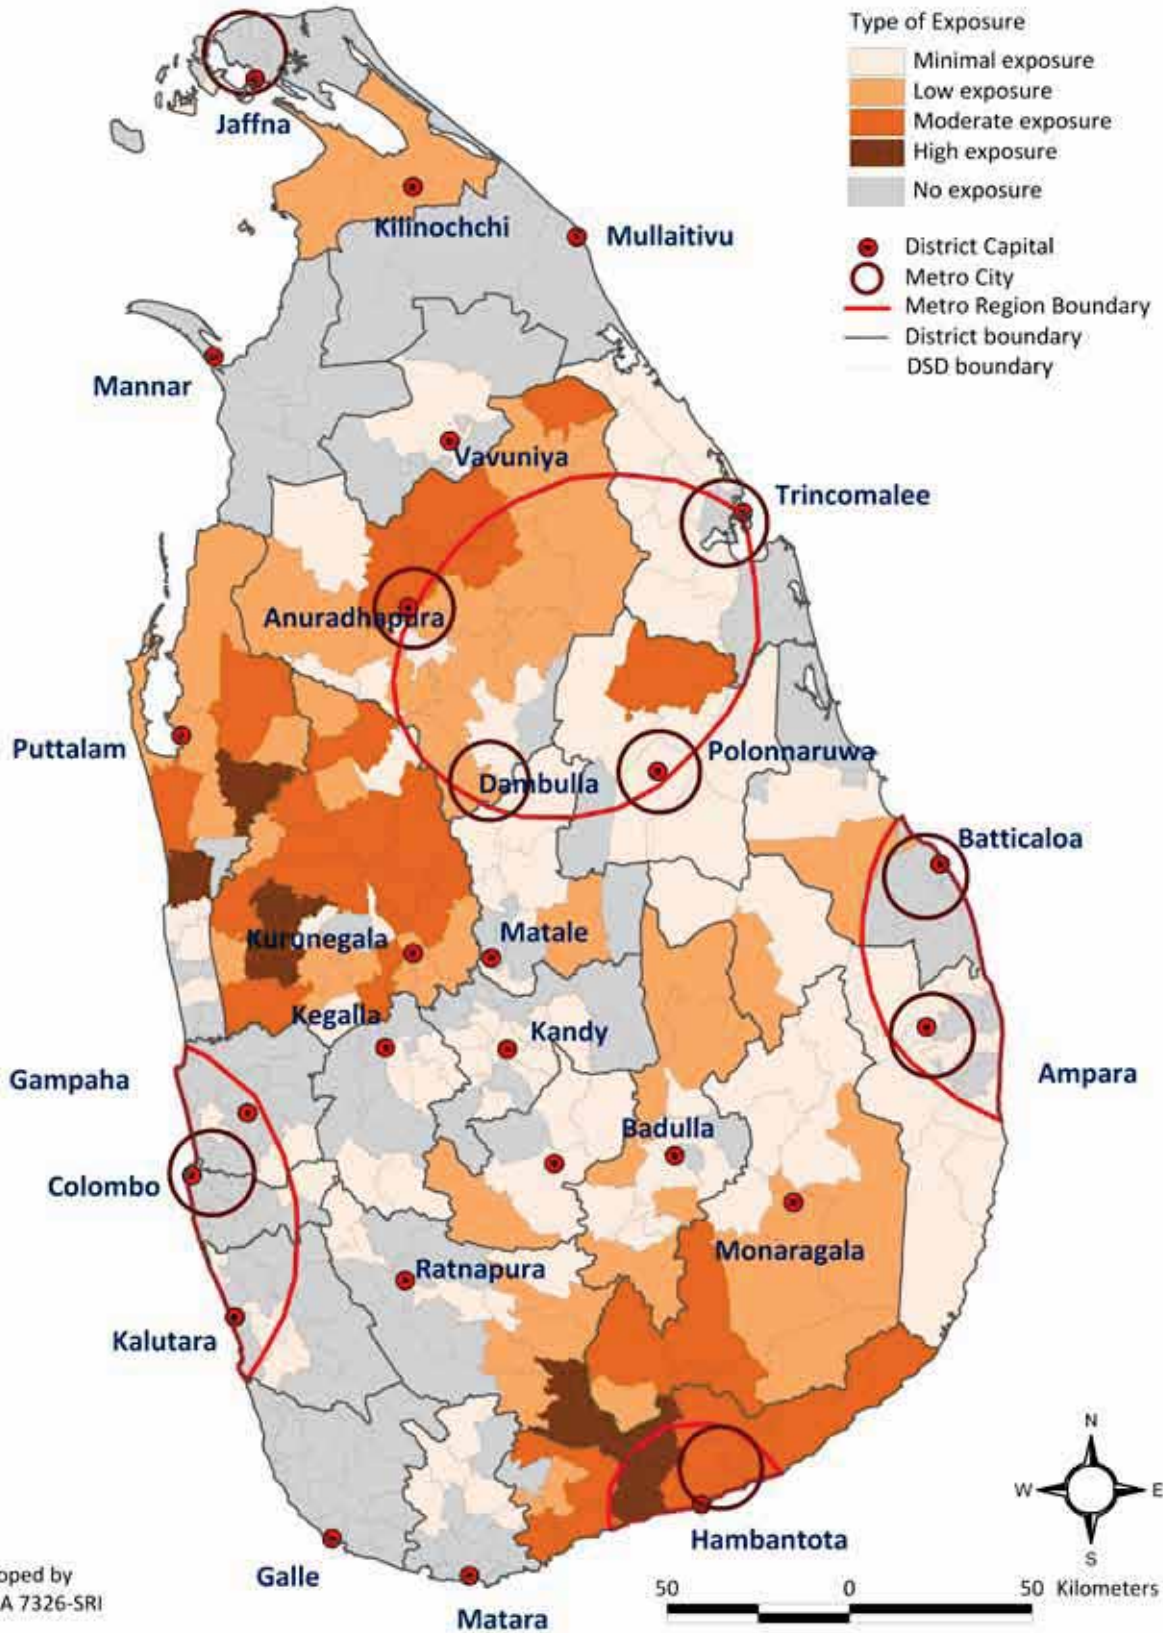 Type of Exposure
Minimal exposure
Low exposure
Moderate exposure
High exposure
No exposure
District Capital
Metro City
Metro Region Boundary
District boundary
DSD boundary
Jaffna
Kilinochchi
Mullaitivu
Mannar
Vavuniya
Trincomalee
Anuradhapura
Puttalam
Polonnaruwa
Dambulla
Batticaloa
Kurunegala
Matale
Kegalla
Kandy
Gampaha
Ampara
Badulla
Colombo
Monaragala
Ratnapura
Kalutara
N
W
E
S
Hambantota
Galle
Matara
oped by
A 7326-SRI
50 0 50 Kilometers